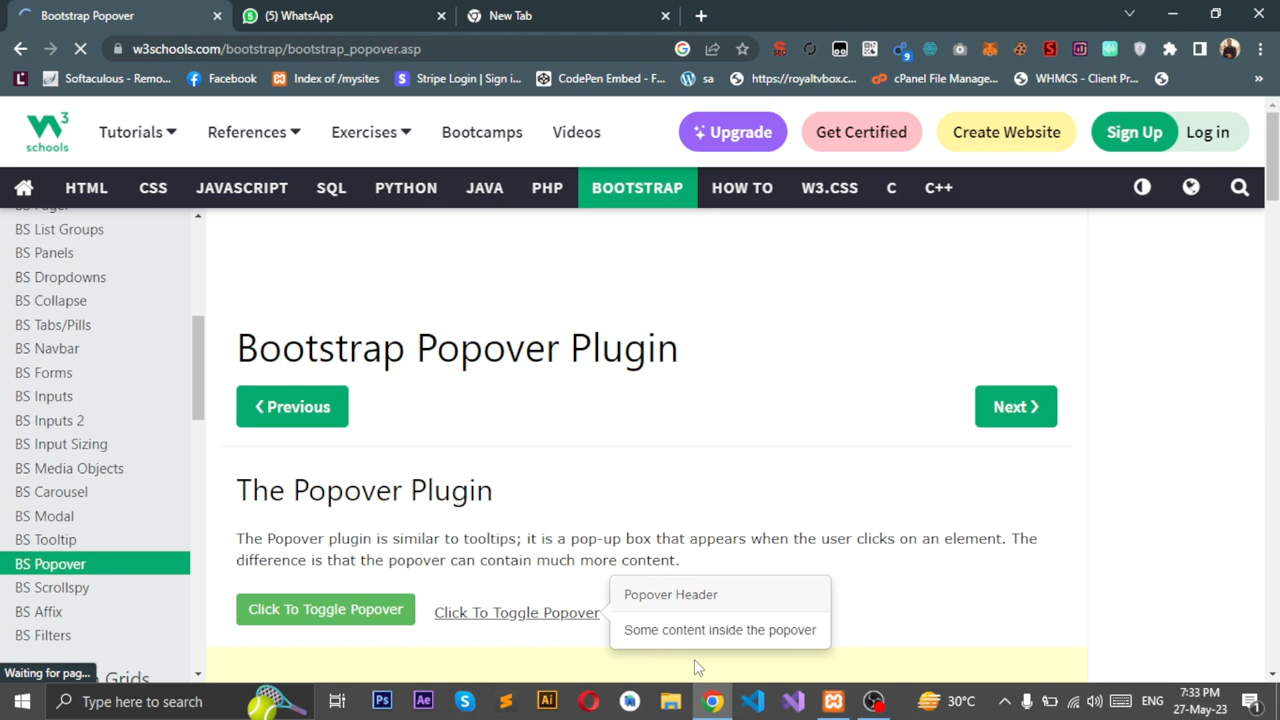 Bootstrap Popover
(5) WhatsApp
New Tab
w3schools.com/bootstrap/bootstrap_popover.asp
9
Softaculous - Remo...
Facebook
Index of /mysites
Stripe Login | Sign i...
CodePen Embed - F...
sa
https://royaltvbox.c...
cPanel File Manage...
WHMCS - Client Pr...
»
W3 schools
Tutorials
References
Exercises
Bootcamps
Videos
Upgrade
Get Certified
Create Website
Sign Up
Log in
HTML
CSS
JAVASCRIPT
SQL
PYTHON
JAVA
PHP
BOOTSTRAP
HOW TO
W3.CSS
C
C++
BS List Groups
BS Panels
BS Dropdowns
BS Collapse
BS Tabs/Pills
BS Navbar
BS Forms
BS Inputs
BS Inputs 2
BS Input Sizing
BS Media Objects
BS Carousel
BS Modal
BS Tooltip
BS Popover
BS Scrollspy
BS Affix
BS Filters
Grids
Bootstrap Popover Plugin
❮ Previous
Next ❯
The Popover Plugin
The Popover plugin is similar to tooltips; it is a pop-up box that appears when the user clicks on an element. The
difference is that the popover can contain much more content.
Click To Toggle Popover
Click To Toggle Popover
Popover Header
Some content inside the popover
Waiting for pag...
Type here to search
Ps
Ae
Ai
30°C
ENG
7:33 PM
27-May-23
1